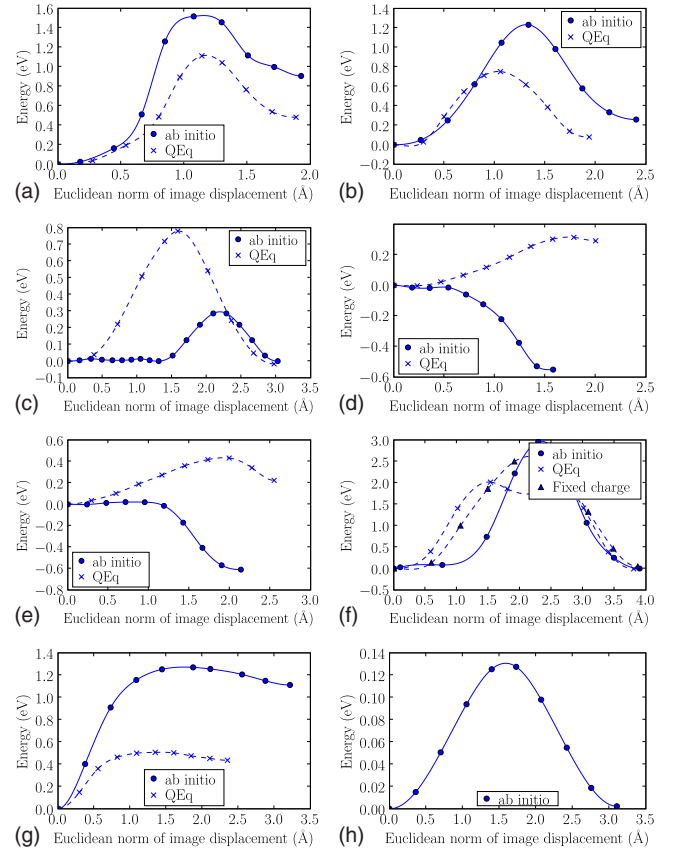 1.6
1.4
1.2
1.0
0.8
0.6
0.4
0.2
0.0
Energy (eV)
ab initio
QEq
0.0 0.5 1.0 1.5 2.0
(a) Euclidean norm of image displacement (Å)
1.4
1.2
1.0
0.8
0.6
0.4
0.2
0.0
−0.2
Energy (eV)
ab initio
QEq
0.0 0.5 1.0 1.5 2.0 2.5
(b) Euclidean norm of image displacement (Å)
0.8
0.7
0.6
0.5
0.4
0.3
0.2
0.1
0.0
−0.1
Energy (eV)
ab initio
QEq
0.0 0.5 1.0 1.5 2.0 2.5 3.0 3.5
(c) Euclidean norm of image displacement (Å)
0.4
0.2
0.0
−0.2
−0.4
−0.6
Energy (eV)
ab initio
QEq
0.0 0.5 1.0 1.5 2.0 2.5
(d) Euclidean norm of image displacement (Å)
0.6
0.4
0.2
0.0
−0.2
−0.4
−0.6
−0.8
Energy (eV)
ab initio
QEq
0.0 0.5 1.0 1.5 2.0 2.5 3.0
(e) Euclidean norm of image displacement (Å)
3.0
2.5
2.0
1.5
1.0
0.5
0.0
−0.5
Energy (eV)
ab initio
QEq
Fixed charge
0.0 0.5 1.0 1.5 2.0 2.5 3.0 3.5 4.0
(f) Euclidean norm of image displacement (Å)
1.4
1.2
1.0
0.8
0.6
0.4
0.2
0.0
Energy (eV)
ab initio
QEq
0.0 0.5 1.0 1.5 2.0 2.5 3.0 3.5
(g) Euclidean norm of image displacement (Å)
0.14
0.12
0.10
0.08
0.06
0.04
0.02
0.00
Energy (eV)
ab initio
0.0 0.5 1.0 1.5 2.0 2.5 3.0 3.5
(h) Euclidean norm of image displacement (Å)